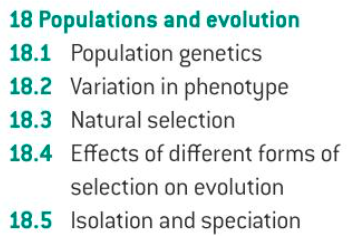 18 Populations and evolution
18.1 Population genetics
18.2 Variation in phenotype
18.3 Natural selection
18.4 Effects of different forms of
selection on evolution
18.5 Isolation and speciation